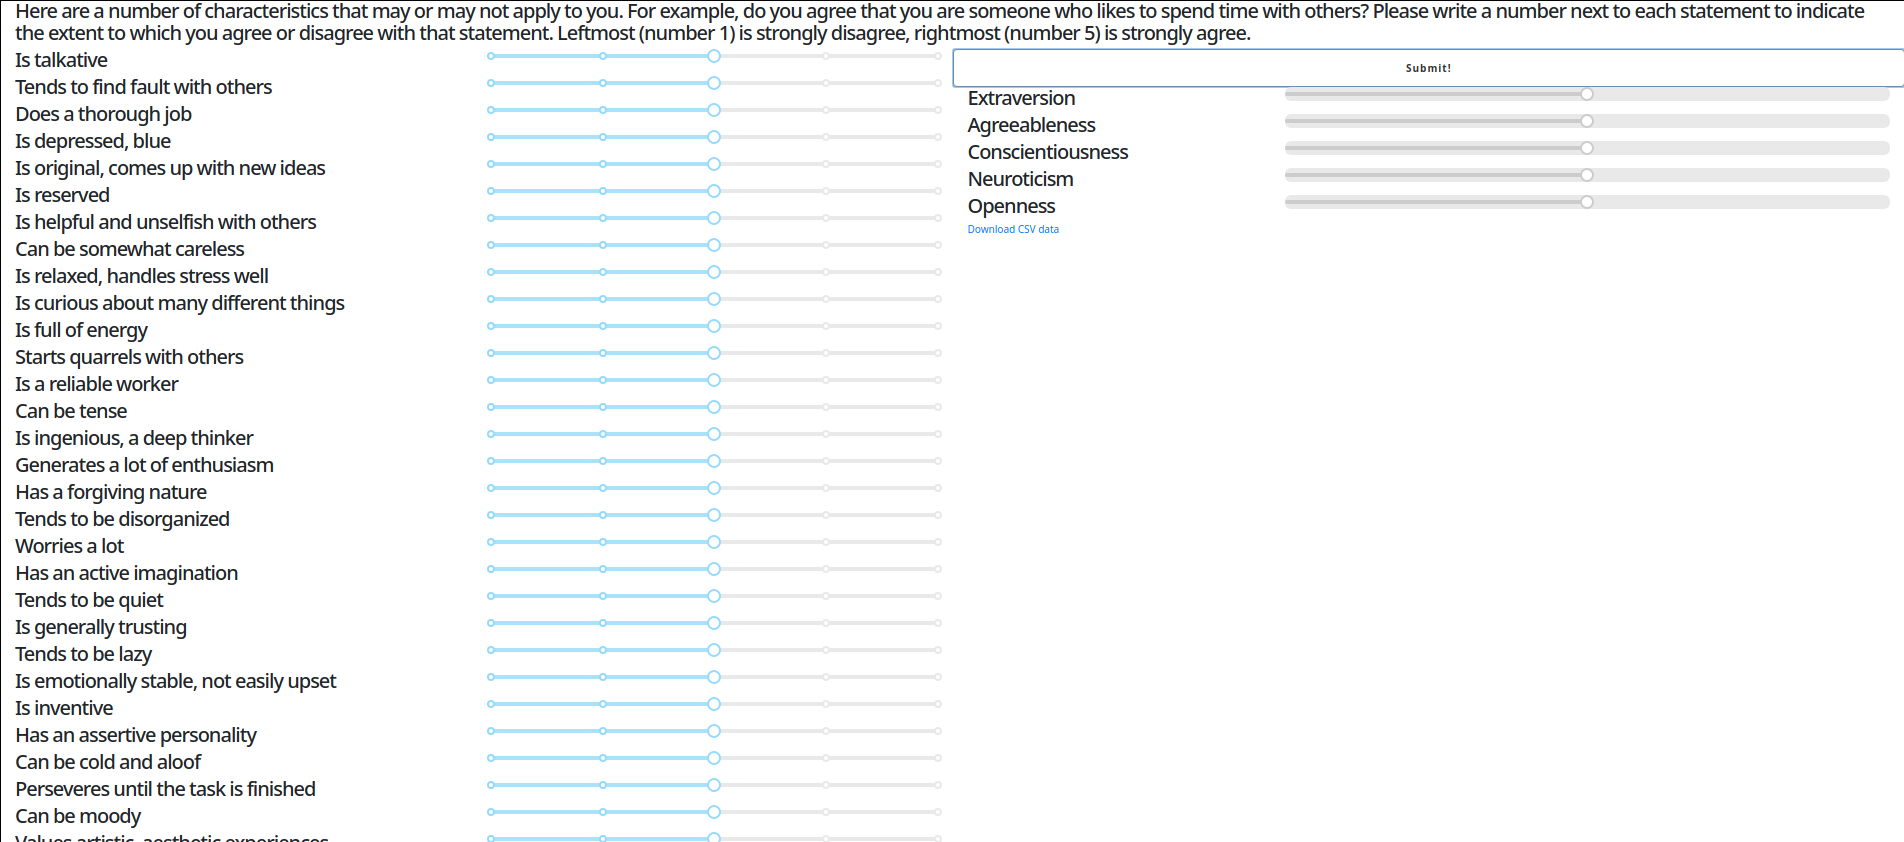 Here are a number of characteristics that may or may not apply to you. For example, do you agree that you are someone who likes to spend time with others? Please write a number next to each statement to indicate
the extent to which you agree or disagree with that statement. Leftmost (number 1) is strongly disagree, rightmost (number 5) is strongly agree.
Is talkative
Tends to find fault with others
Does a thorough job
Is depressed, blue
Is original, comes up with new ideas
Is reserved
Is helpful and unselfish with others
Can be somewhat careless
Is relaxed, handles stress well
Is curious about many different things
Is full of energy
Starts quarrels with others
Is a reliable worker
Can be tense
Is ingenious, a deep thinker
Generates a lot of enthusiasm
Has a forgiving nature
Tends to be disorganized
Worries a lot
Has an active imagination
Tends to be quiet
Is generally trusting
Tends to be lazy
Is emotionally stable, not easily upset
Is inventive
Has an assertive personality
Can be cold and aloof
Perseveres until the task is finished
Can be moody
Values artistic, aesthetic experiences
Submit!
Extraversion
Agreeableness
Conscientiousness
Neuroticism
Openness
Download CSV data